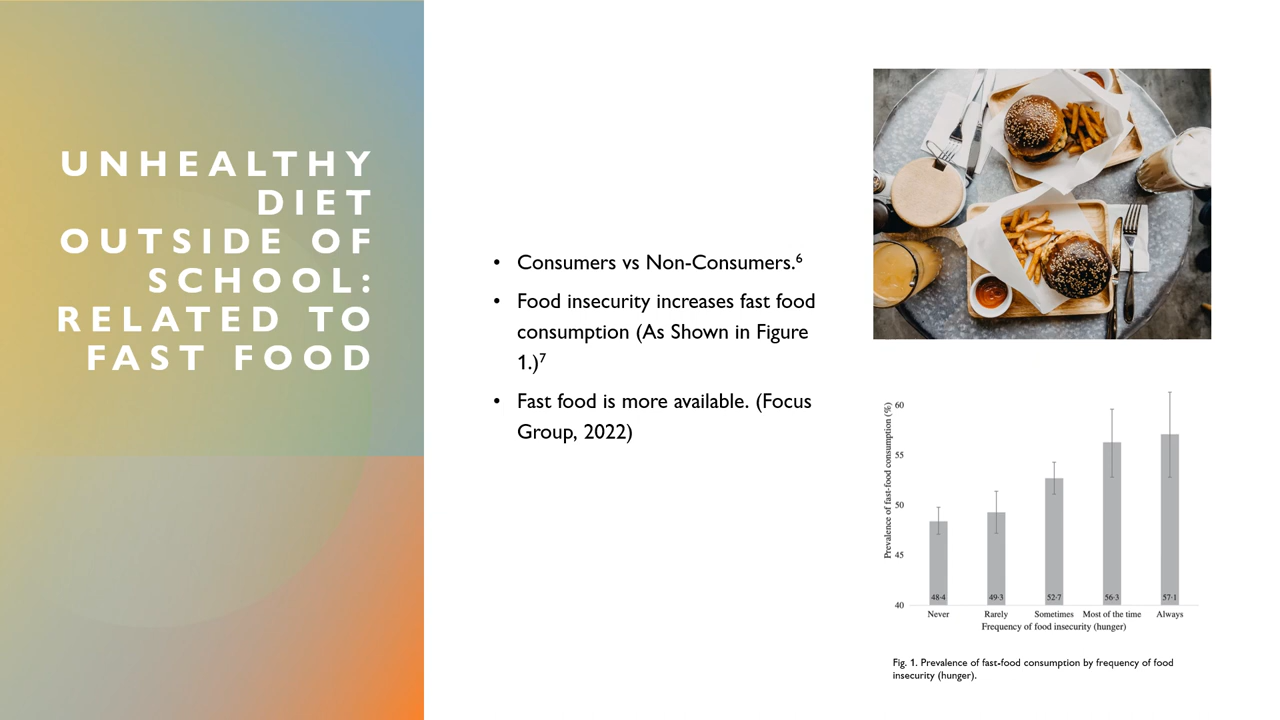 UNHEALTHY
DIET
OUTSIDE OF
SCHOOL:
RELATED TO
FAST FOOD
• Consumers vs Non-Consumers.⁶
• Food insecurity increases fast food
consumption (As Shown in Figure
1.)⁷
• Fast food is more available. (Focus
Group, 2022)
Prevalence of fast-food consumption (%)
60
55
50
45
40
48·4
49·3
52·7
56·3
57·1
Never
Rarely
Sometimes
Most of the time
Always
Frequency of food insecurity (hunger)
Fig. 1. Prevalence of fast-food consumption by frequency of food
insecurity (hunger).